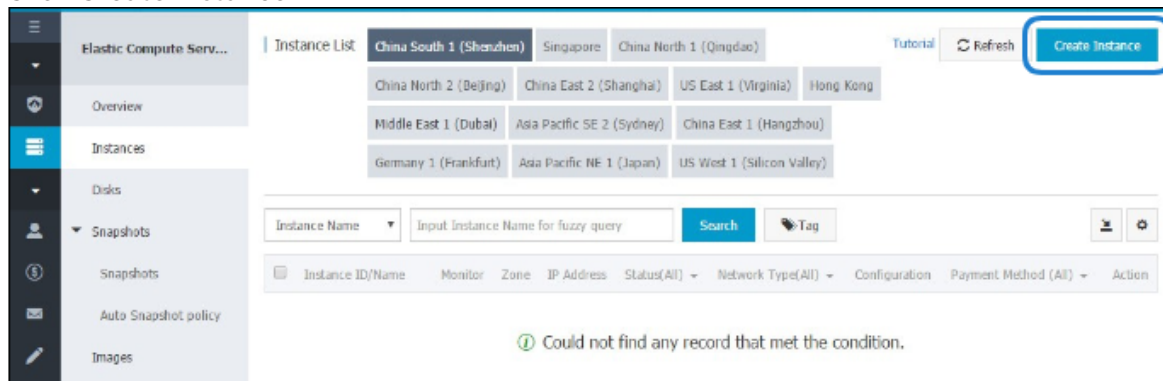 Elastic Compute Serv...
Overview
Instances
Disks
Snapshots
Snapshots
Auto Snapshot policy
Images
Instance List China South 1 (Shenzhen) Singapore China North 1 (Qingdao) Tutorial Refresh Create Instance
China North 2 (Beijing) China East 2 (Shanghai) US East 1 (Virginia) Hong Kong
Middle East 1 (Dubai) Asia Pacific SE 2 (Sydney) China East 1 (Hangzhou)
Germany 1 (Frankfurt) Asia Pacific NE 1 (Japan) US West 1 (Silicon Valley)
Instance Name Input Instance Name for fuzzy query Search Tag
Instance ID/Name Monitor Zone IP Address Status(All) Network Type(All) Configuration Payment Method (All) Action
Could not find any record that met the condition.